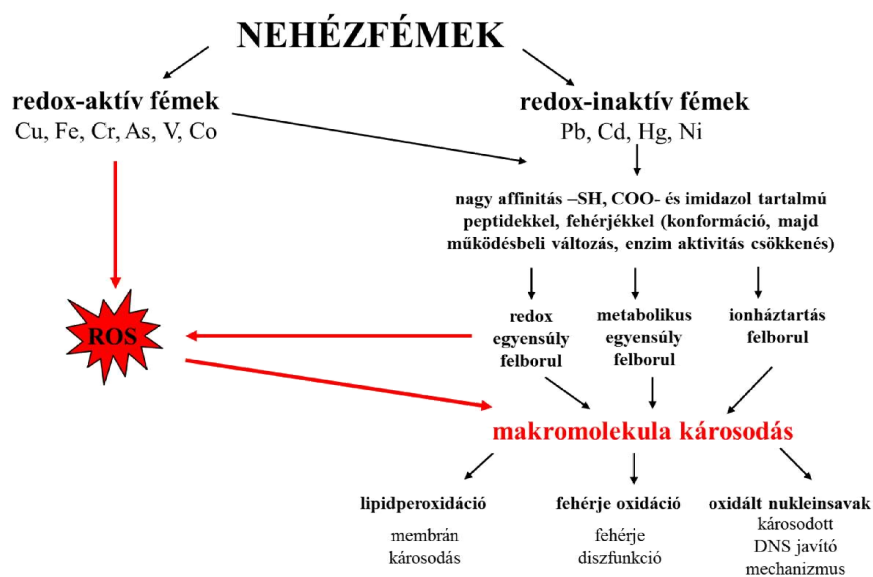 NEHÉZFÉMEK
redox-aktív fémek
Cu, Fe, Cr, As, V, Co
redox-inaktív fémek
Pb, Cd, Hg, Ni
nagy affinitás –SH, COO- és imidazol tartalmú
peptidekkel, fehérjékkel (konformáció, majd
működésbeli változás, enzim aktivitás csökkenés)
ROS
redox
egyensúly
felborul
metabolikus
egyensúly
felborul
ionháztartás
felborul
makromolekula károsodás
lipidperoxidáció
membrán
károsodás
fehérje oxidáció
fehérje
diszfunkció
oxidált nukleinsavak
károsodott
DNS javító
mechanizmus